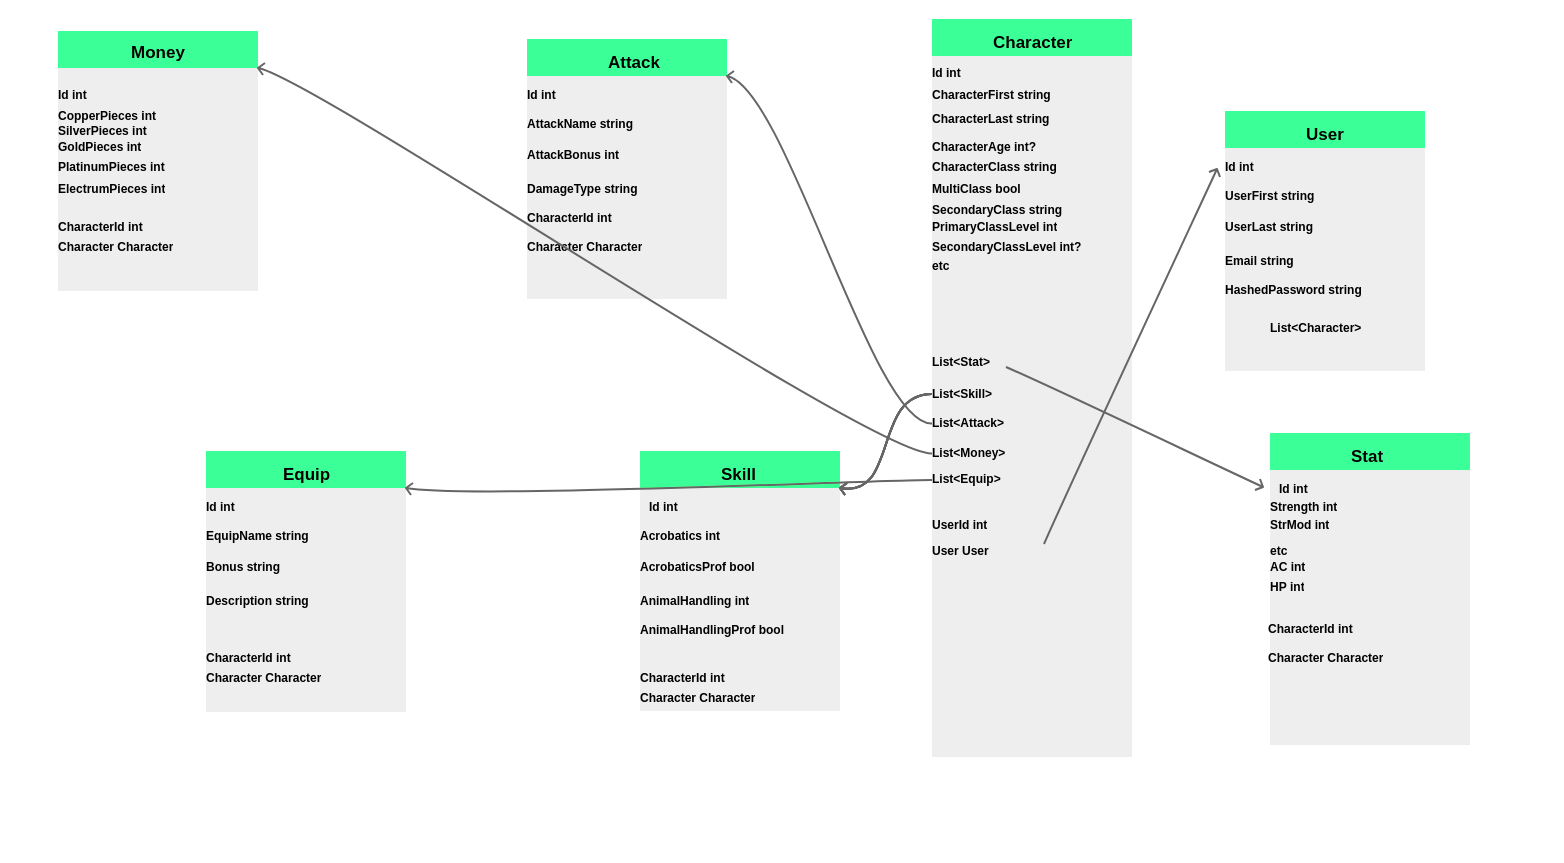 Money
Id int
CopperPieces int
SilverPieces int
GoldPieces int
PlatinumPieces int
ElectrumPieces int
CharacterId int
Character Character
Attack
Id int
AttackName string
AttackBonus int
DamageType string
CharacterId int
Character Character
Character
Id int
CharacterFirst string
CharacterLast string
CharacterAge int?
CharacterClass string
MultiClass bool
SecondaryClass string
PrimaryClassLevel int
SecondaryClassLevel int?
etc
List<Stat>
List<Skill>
List<Attack>
List<Money>
List<Equip>
UserId int
User User
User
Id int
UserFirst string
UserLast string
Email string
HashedPassword string
List<Character>
Equip
Id int
EquipName string
Bonus string
Description string
CharacterId int
Character Character
Skill
Id int
Acrobatics int
AcrobaticsProf bool
AnimalHandling int
AnimalHandlingProf bool
CharacterId int
Character Character
Stat
Id int
Strength int
StrMod int
etc
AC int
HP int
CharacterId int
Character Character